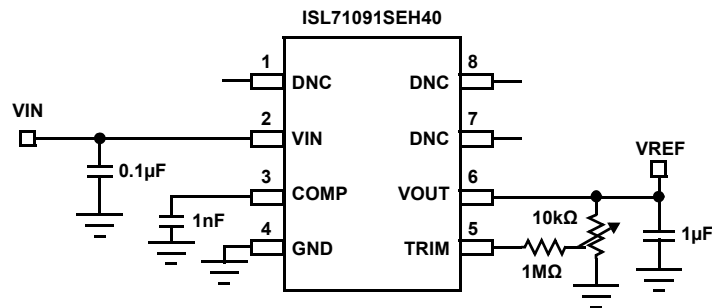 ISL71091SEH40
1
DNC
8
DNC
VIN
2
VIN
7
DNC
VREF
0.1µF
3
COMP
6
VOUT
1nF
10kΩ
4
GND
5
TRIM
1MΩ
1µF